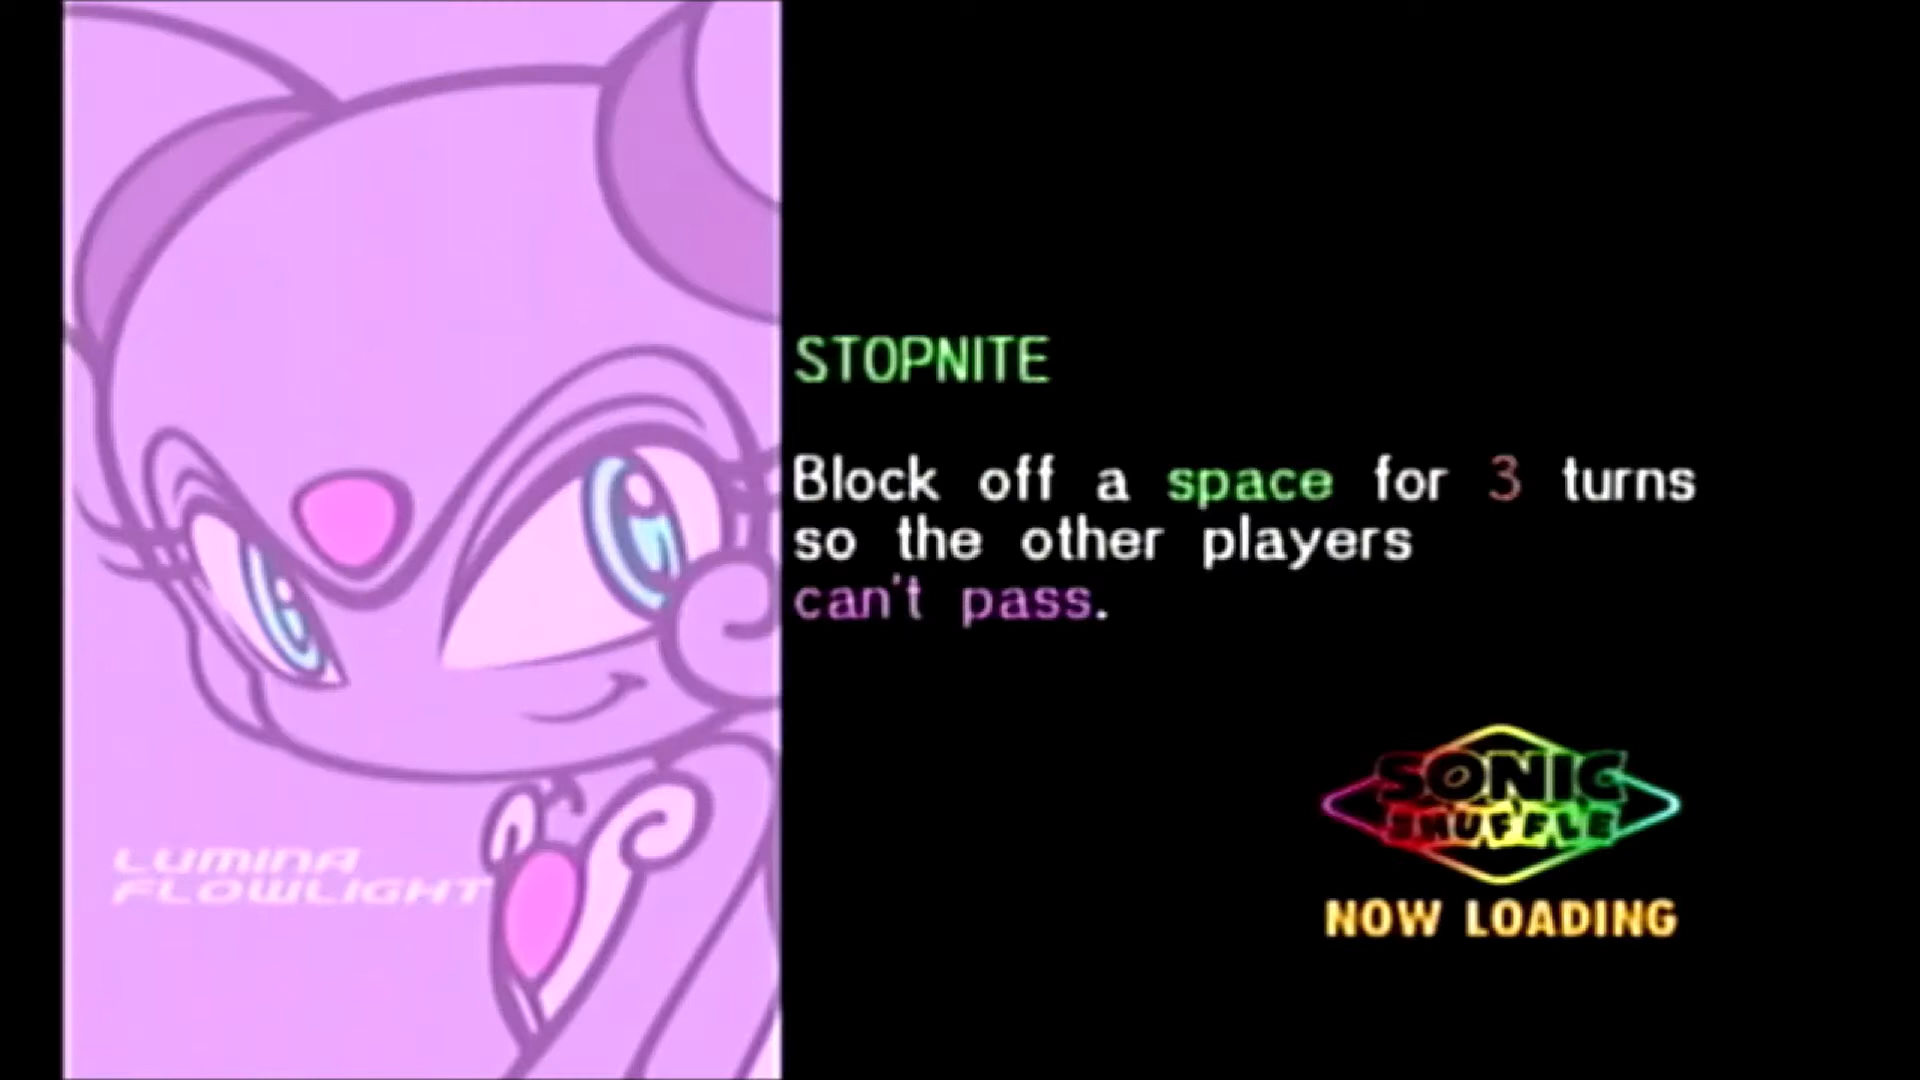 STOPNITE
Block off a space for 3 turns
so the other players
can't pass.
LUMINA
FLOWLIGHT
SONIC
SHUFFLE
NOW LOADING